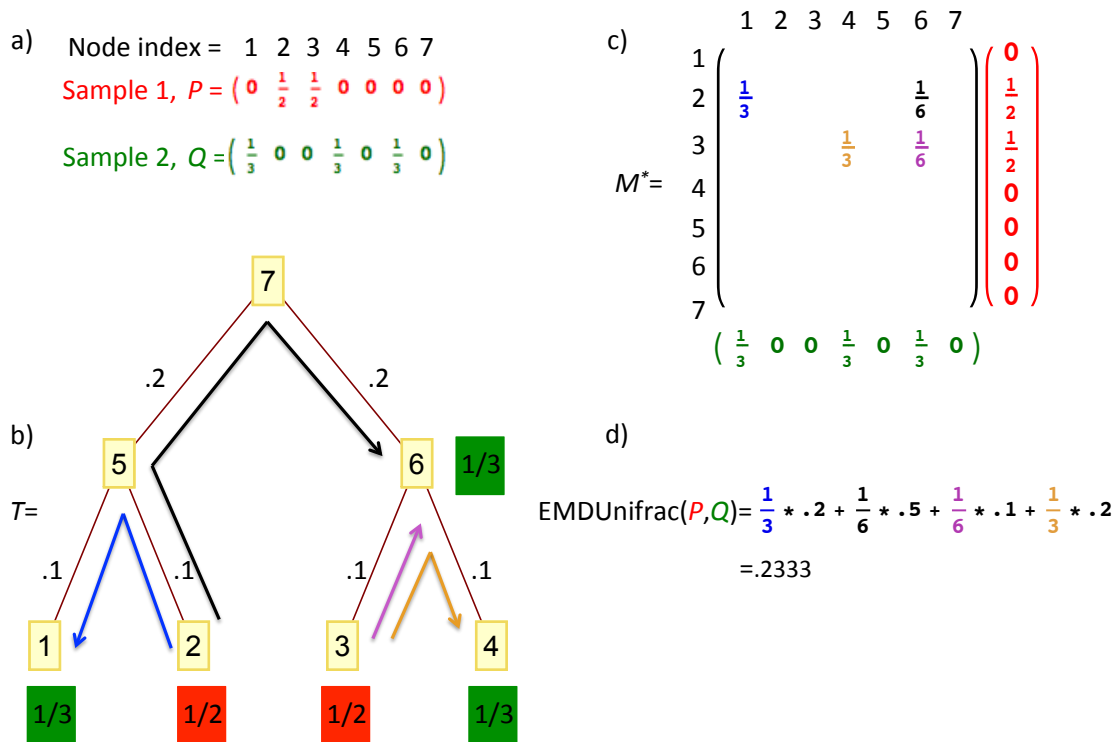 a) Node index = 1 2 3 4 5 6 7
Sample 1, P = ( 0 1/2 1/2 0 0 0 0 )
Sample 2, Q = ( 1/3 0 0 1/3 0 1/3 0 )
b)
T=
7
.2 .2
5 6 1/3
.1 .1 .1 .1
1 2 3 4
1/3 1/2 1/2 1/3
c)
1 2 3 4 5 6 7
1 0
2 1/3 1/6 1/2
3 1/3 1/6 1/2
M*= 4 0
5 0
6 0
7 0
( 1/3 0 0 1/3 0 1/3 0 )
d)
EMDUnifrac(P,Q)= 1/3 * .2 + 1/6 * .5 + 1/6 * .1 + 1/3 * .2
=.2333